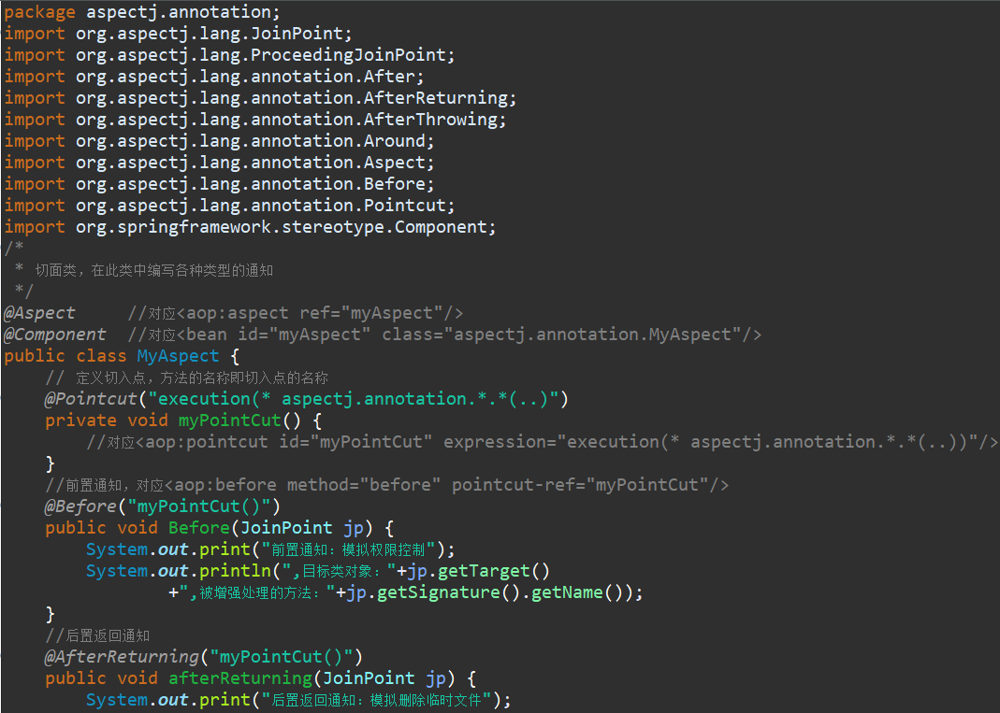 package aspectj.annotation;
import org.aspectj.lang.JoinPoint;
import org.aspectj.lang.ProceedingJoinPoint;
import org.aspectj.lang.annotation.After;
import org.aspectj.lang.annotation.AfterReturning;
import org.aspectj.lang.annotation.AfterThrowing;
import org.aspectj.lang.annotation.Around;
import org.aspectj.lang.annotation.Aspect;
import org.aspectj.lang.annotation.Before;
import org.aspectj.lang.annotation.Pointcut;
import org.springframework.stereotype.Component;
/*
 * 切面类，在此类中编写各种类型的通知
 */
@Aspect     //对应<aop:aspect ref="myAspect"/>
@Component  //对应<bean id="myAspect" class="aspectj.annotation.MyAspect"/>
public class MyAspect {
    // 定义切入点，方法的名称即切入点的名称
    @Pointcut("execution(* aspectj.annotation.*.*(..)")
    private void myPointCut() {
        //对应<aop:pointcut id="myPointCut" expression="execution(* aspectj.annotation.*.*(..))"/>
    }
    //前置通知，对应<aop:before method="before" pointcut-ref="myPointCut"/>
    @Before("myPointCut()")
    public void Before(JoinPoint jp) {
        System.out.print("前置通知：模拟权限控制");
        System.out.println(",目标类对象："+jp.getTarget()
                +",被增强处理的方法："+jp.getSignature().getName());
    }
    //后置返回通知
    @AfterReturning("myPointCut()")
    public void afterReturning(JoinPoint jp) {
        System.out.print("后置返回通知：模拟删除临时文件");